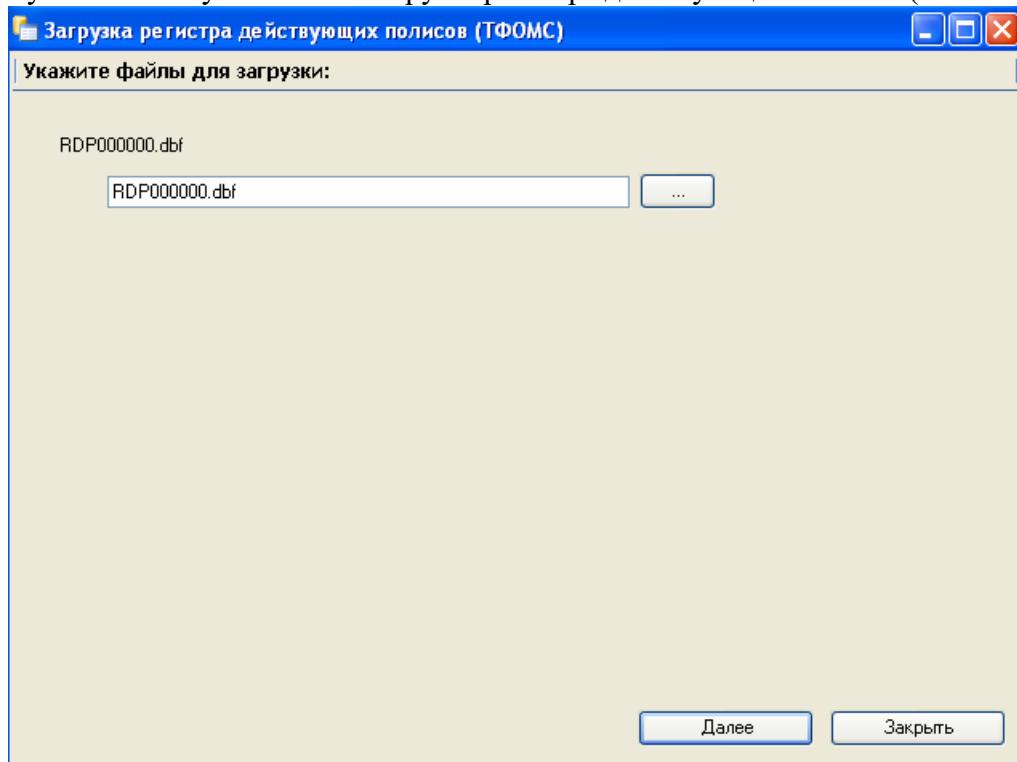 Загрузка регистра действующих полисов (ТФОМС)
Укажите файлы для загрузки:
RDP000000.dbf
RDP000000.dbf
...
Далее
Закрыть